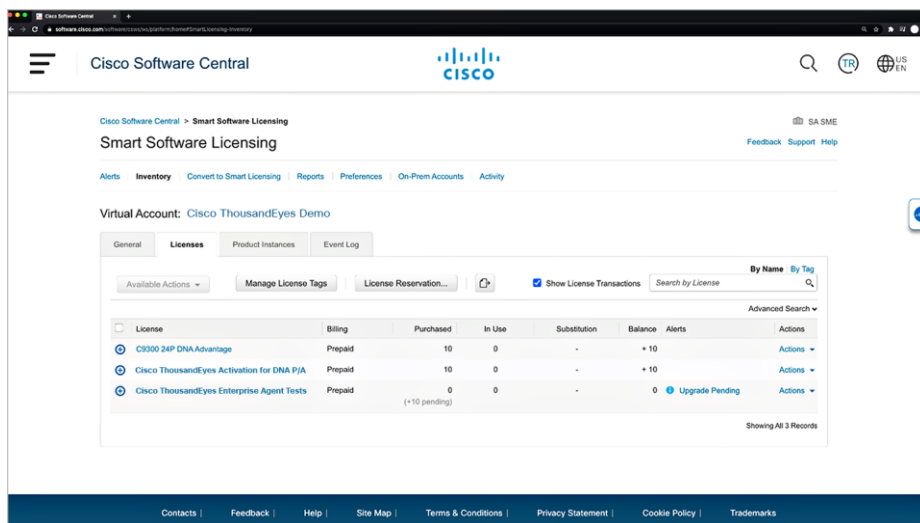 Cisco Software Central
software.cisco.com/software/csws/ws/platform/home#SmartLicensing-Inventory
Cisco Software Central
CISCO
TR
US
EN
Cisco Software Central > Smart Software Licensing
SA SME
Smart Software Licensing
Feedback Support Help
Alerts Inventory Convert to Smart Licensing Reports Preferences On-Prem Accounts Activity
Virtual Account: Cisco ThousandEyes Demo
General Licenses Product Instances Event Log
By Name By Tag
Available Actions Manage License Tags License Reservation... Show License Transactions Search by License
Advanced Search
License Billing Purchased In Use Substitution Balance Alerts Actions
C9300 24P DNA Advantage Prepaid 10 0 - + 10 Actions
Cisco ThousandEyes Activation for DNA P/A Prepaid 10 0 - + 10 Actions
Cisco ThousandEyes Enterprise Agent Tests Prepaid 0 0 - 0 Upgrade Pending Actions
(+10 pending)
Showing All 3 Records
Contacts | Feedback | Help | Site Map | Terms & Conditions | Privacy Statement | Cookie Policy | Trademarks